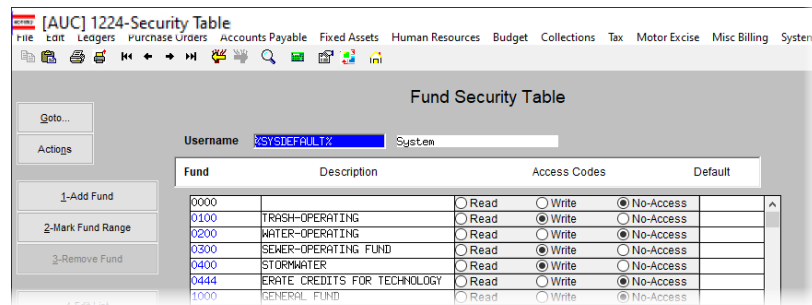 [AUC] 1224-Security Table
File Edit Ledgers Purchase Orders Accounts Payable Fixed Assets Human Resources Budget Collections Tax Motor Excise Misc Billing System
Fund Security Table
Goto...
Actions
Username %SYSDEFAULT% System
Fund Description Access Codes Default
1-Add Fund
2-Mark Fund Range
3-Remove Fund
0000 Read Write No-Access
0100 TRASH-OPERATING Read Write No-Access
0200 WATER-OPERATING Read Write No-Access
0300 SEWER-OPERATING FUND Read Write No-Access
0400 STORMWATER Read Write No-Access
0444 ERATE CREDITS FOR TECHNOLOGY Read Write No-Access
1000 GENERAL FUND Read Write No-Access